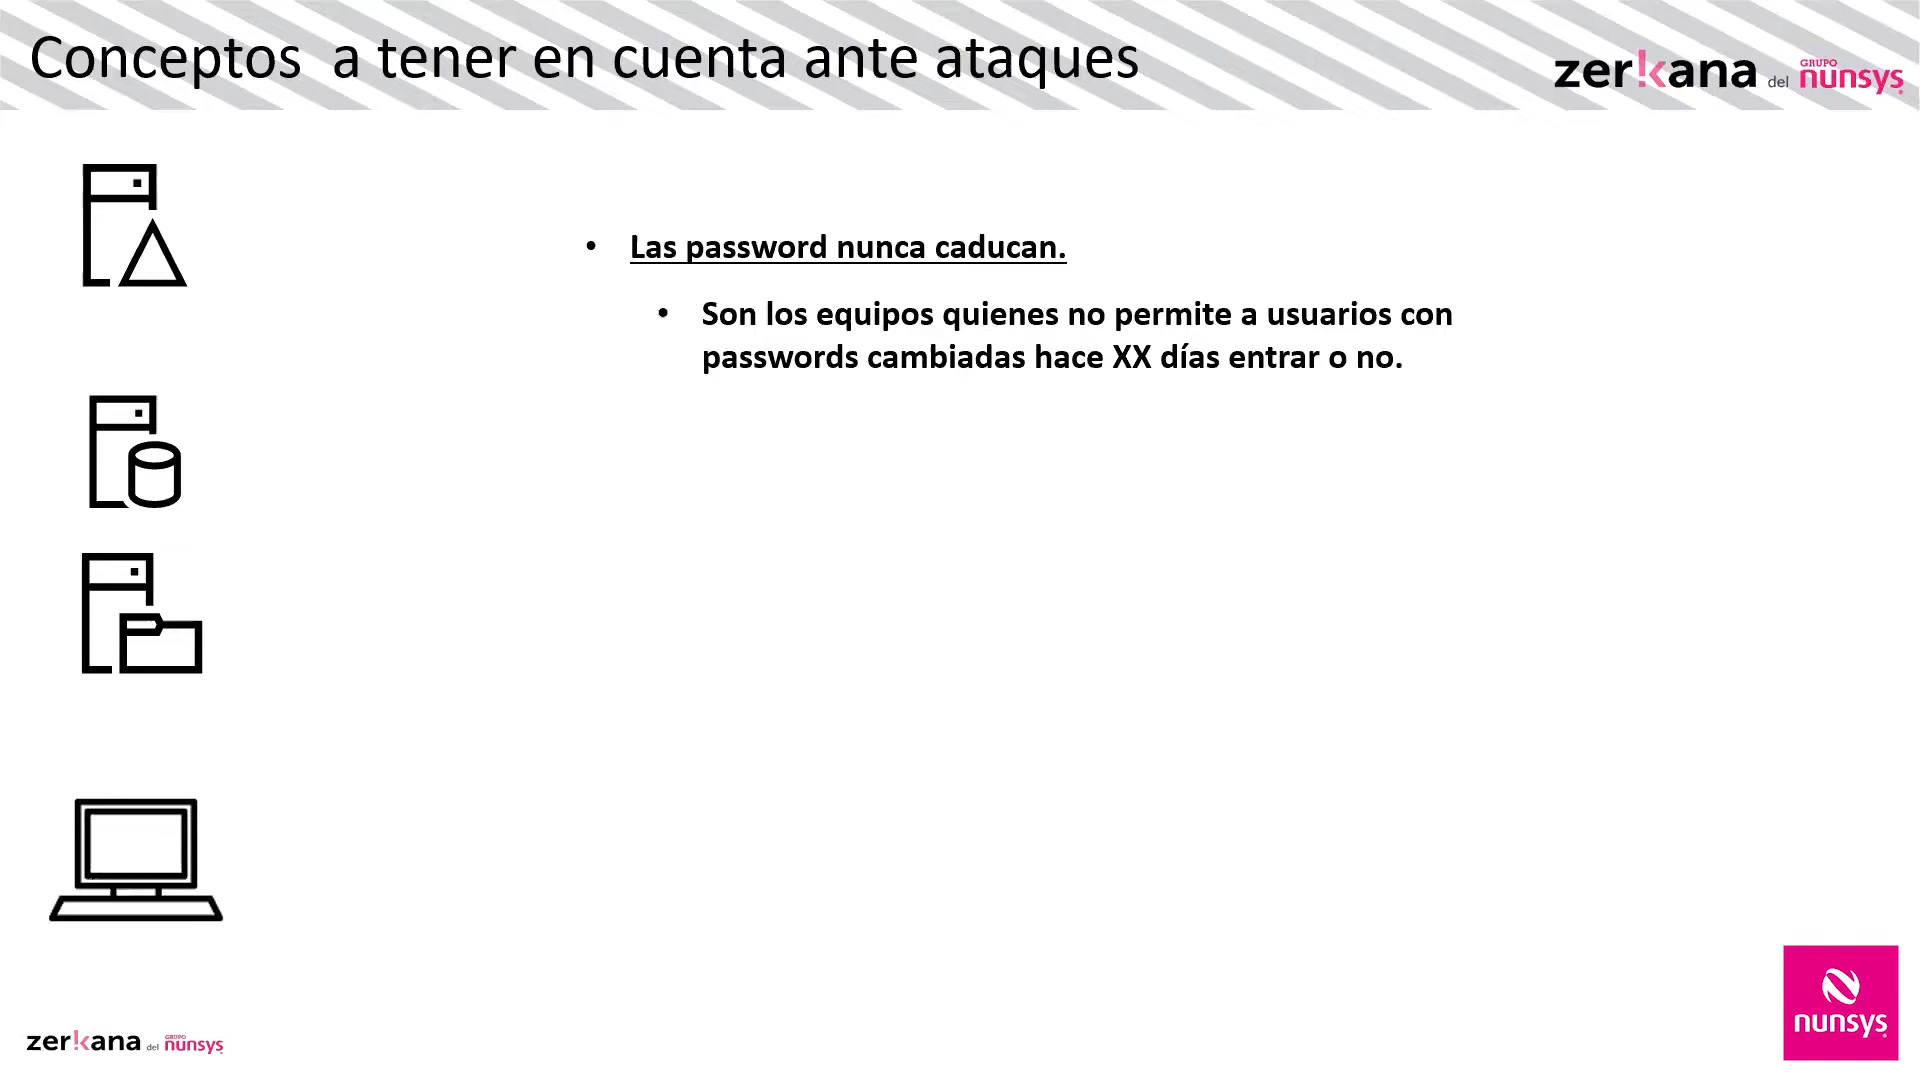 Conceptos  a tener en cuenta ante ataques
zer!kana del GRUPO nunsys
• Las password nunca caducan.
• Son los equipos quienes no permite a usuarios con
passwords cambiadas hace XX días entrar o no.
zer!kana del GRUPO nunsys
nunsys